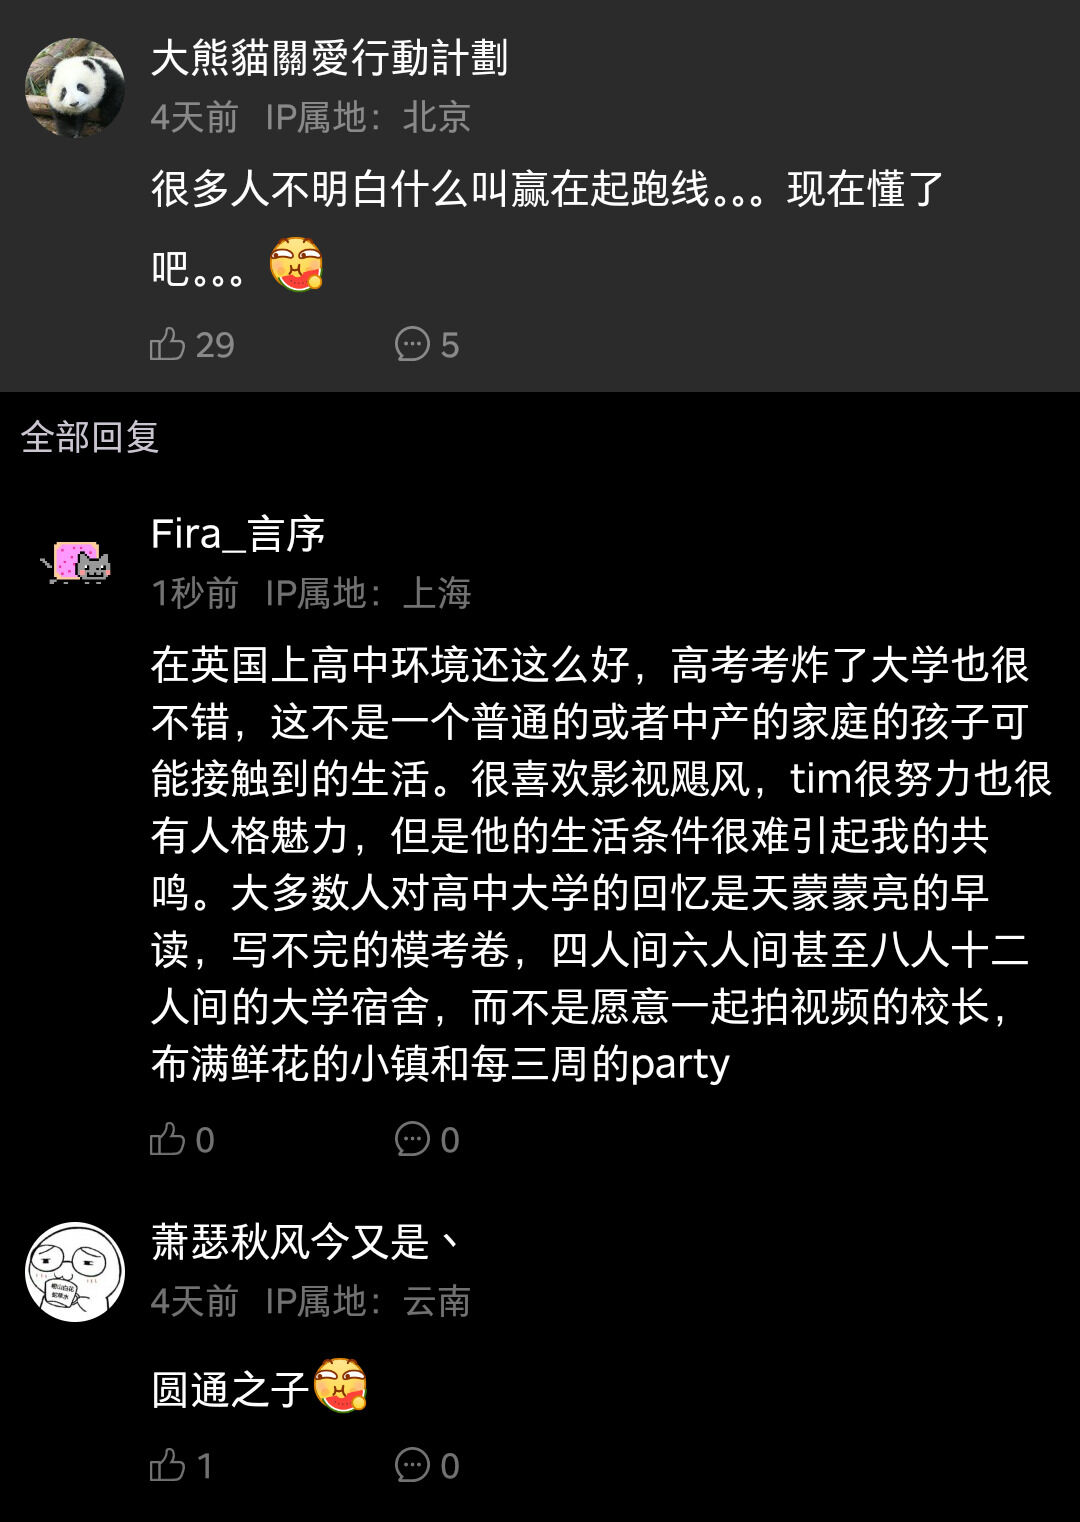 大熊貓關愛行動計劃
4天前 IP属地：北京
很多人不明白什么叫赢在起跑线。。。现在懂了
吧。。。
29 5
全部回复
Fira_言序
1秒前 IP属地：上海
在英国上高中环境还这么好，高考考炸了大学也很
不错，这不是一个普通的或者中产的家庭的孩子可
能接触到的生活。很喜欢影视飓风，tim很努力也很
有人格魅力，但是他的生活条件很难引起我的共
鸣。大多数人对高中大学的回忆是天蒙蒙亮的早
读，写不完的模考卷，四人间六人间甚至八人十二
人间的大学宿舍，而不是愿意一起拍视频的校长，
布满鲜花的小镇和每三周的party
0 0
萧瑟秋风今又是丶
4天前 IP属地：云南
圆通之子
1 0